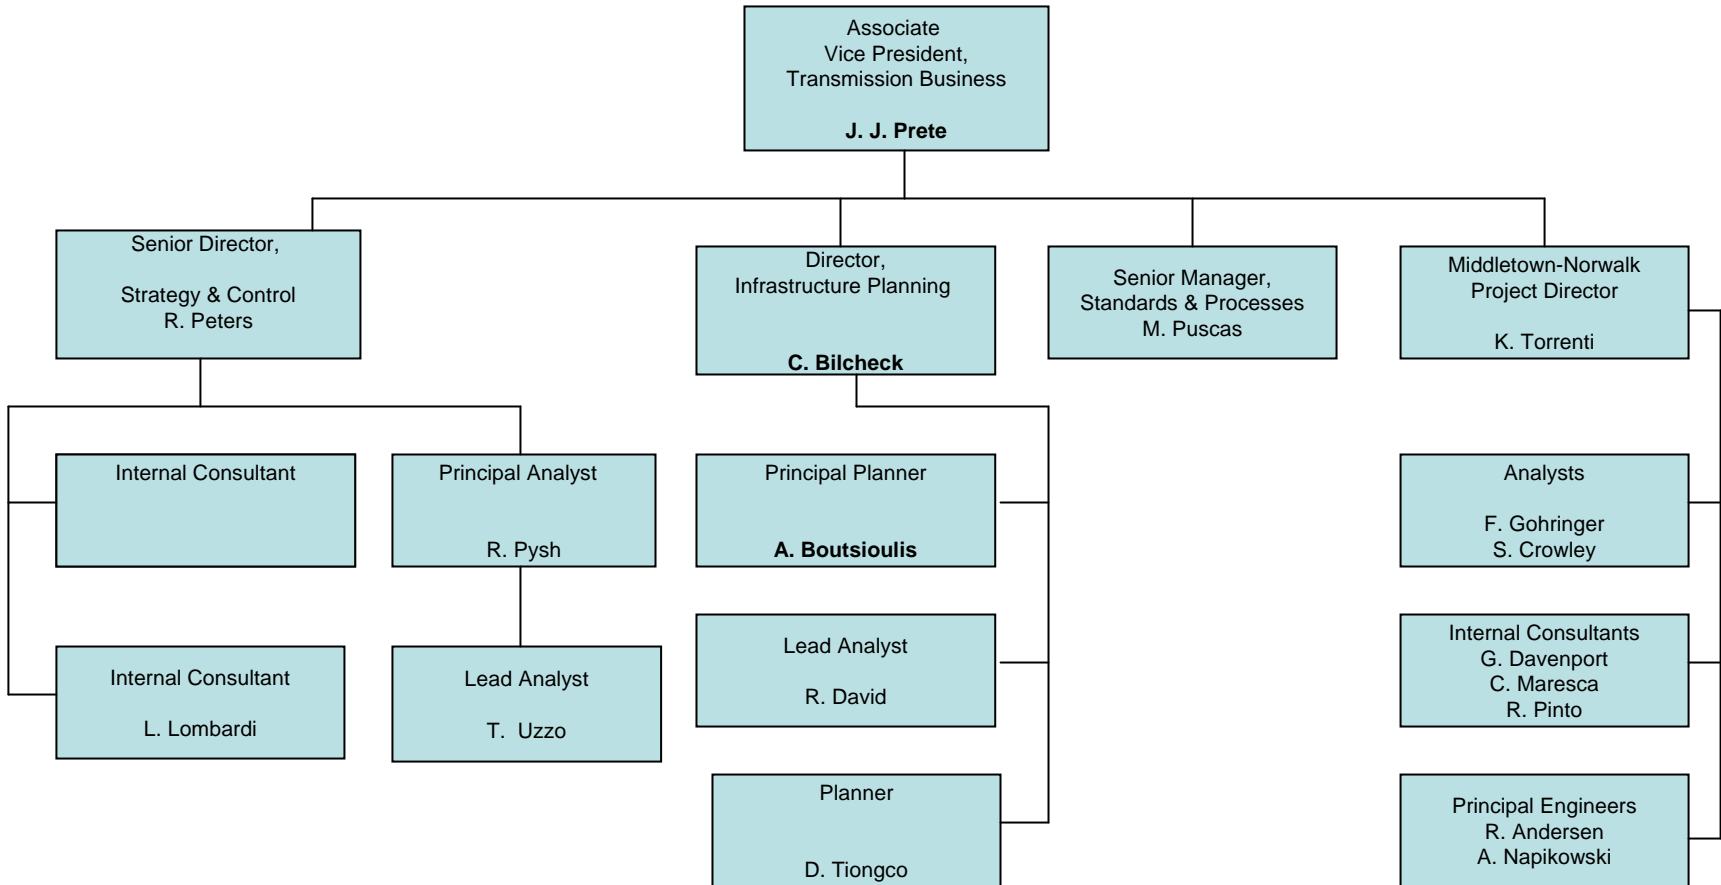 Associate
Vice President,
Transmission Business
J. J. Prete
Senior Director,
Strategy & Control
R. Peters
Director,
Infrastructure Planning
C. Bilcheck
Senior Manager,
Standards & Processes
M. Puscas
Middletown-Norwalk
Project Director
K. Torrenti
Internal Consultant
Principal Analyst
R. Pysh
Principal Planner
A. Boutsioulis
Analysts
F. Gohringer
S. Crowley
Internal Consultant
L. Lombardi
Lead Analyst
T. Uzzo
Lead Analyst
R. David
Internal Consultants
G. Davenport
C. Maresca
R. Pinto
Planner
D. Tiongco
Principal Engineers
R. Andersen
A. Napikowski